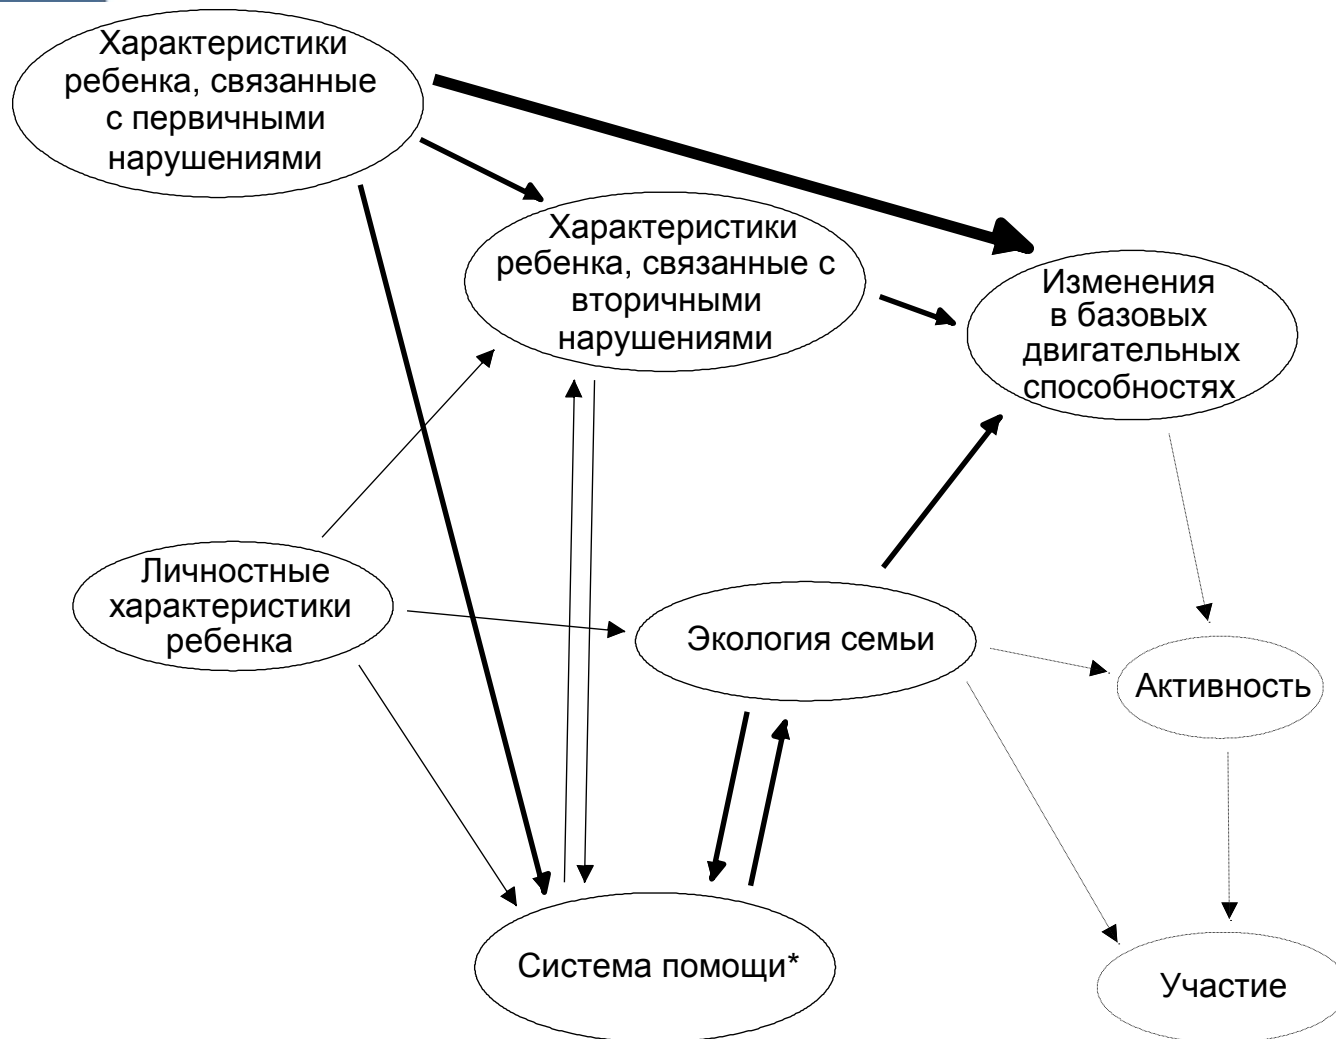 Характеристики
ребенка, связанные
с первичными
нарушениями
Характеристики
ребенка, связанные с
вторичными
нарушениями
Изменения
в базовых
двигательных
способностях
Личностные
характеристики
ребенка
Экология семьи
Активность
Система помощи*
Участие